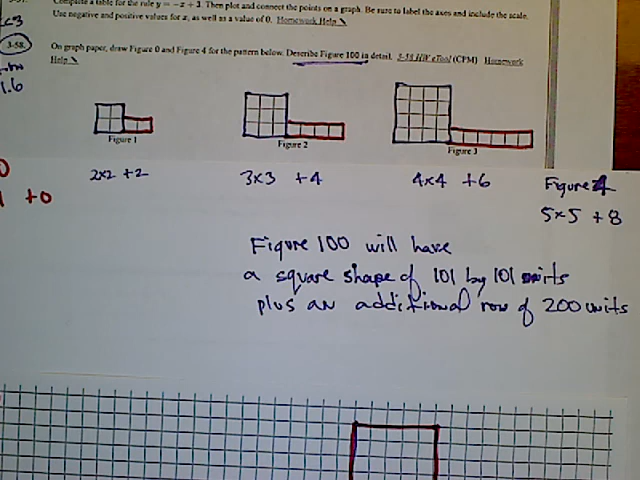 Complete a table for the rule y = −x + 3. Then plot and connect the points on a graph. Be sure to label the axes and include the scale.
Use negative and positive values for x, as well as a value of 0. Homework Help
3-58.
On graph paper, draw Figure 0 and Figure 4 for the pattern below. Describe Figure 100 in detail. 3-58 HW eTool (CPM) Homework
Help
1.6
Figure 1
Figure 2
Figure 3
2x2 +2
3x3 +4
4x4 +6
Figure 4
+0
5x5 +8
Figure 100 will have
a square shape of 101 by 101 units
plus an additional row of 200 units